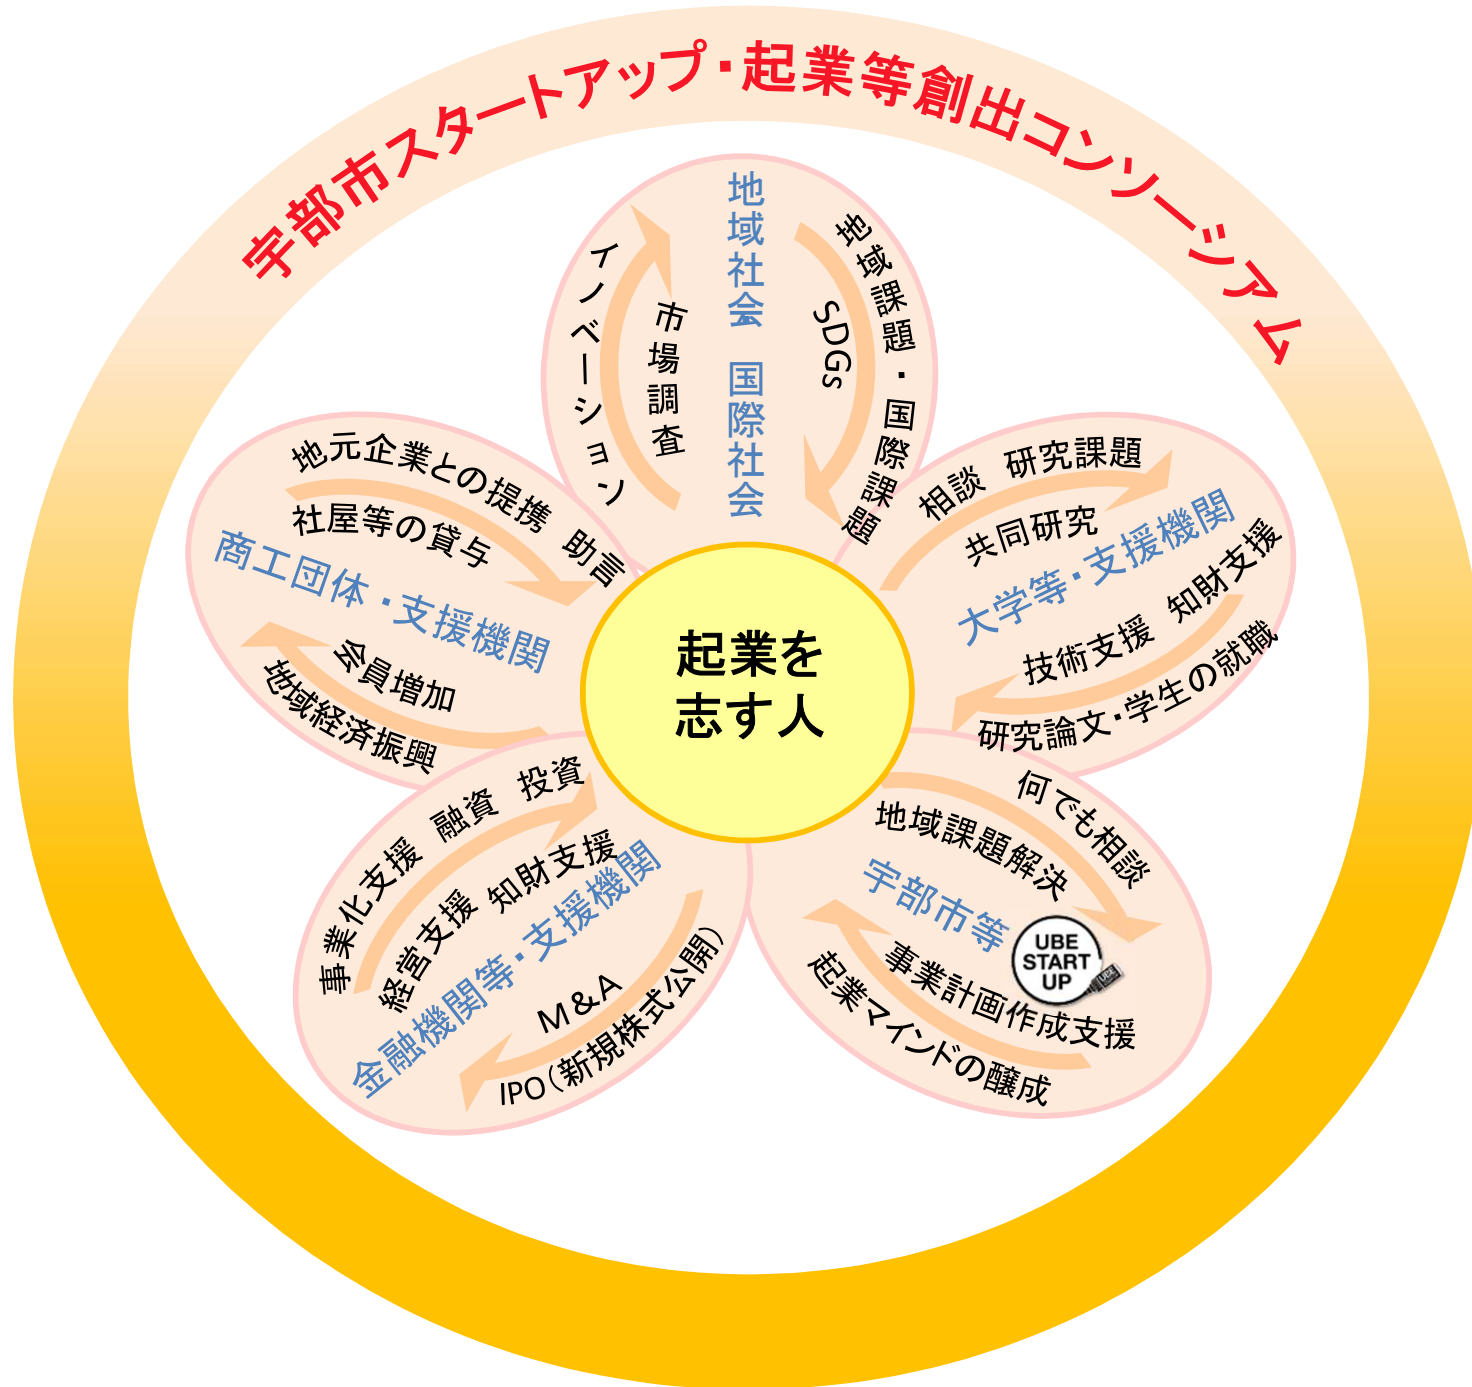 宇部市スタートアップ・起業等創出コンソーシアム
地域社会　国際社会
イノベーション
市場調査
地域課題・国際課題
SDGs
相談　研究課題
共同研究
大学等・支援機関
技術支援　知財支援
研究論文・学生の就職
何でも相談
地域課題解決
宇部市等
UBE
START
UP
事業計画作成支援
起業マインドの醸成
事業化支援　融資　投資
経営支援　知財支援
金融機関等・支援機関
M&A
IPO(新規株式公開)
地元企業との提携　助言
社屋等の貸与
商工団体・支援機関
会員増加
地域経済振興
起業を
志す人